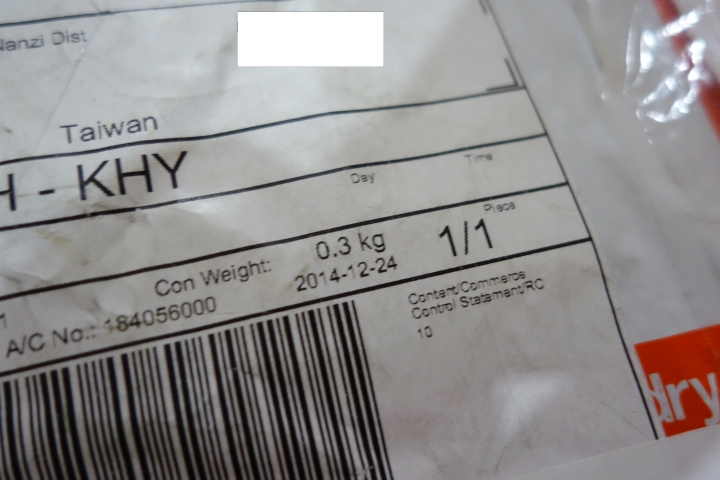 Nanzi Dist
Taiwan
H - KHY
Day Time
Piece
1/1
Con Weight: 0.3 kg
2014-12-24
A/C No.: 184056000
Content/Commerce
Control Statement/RC
10
dry